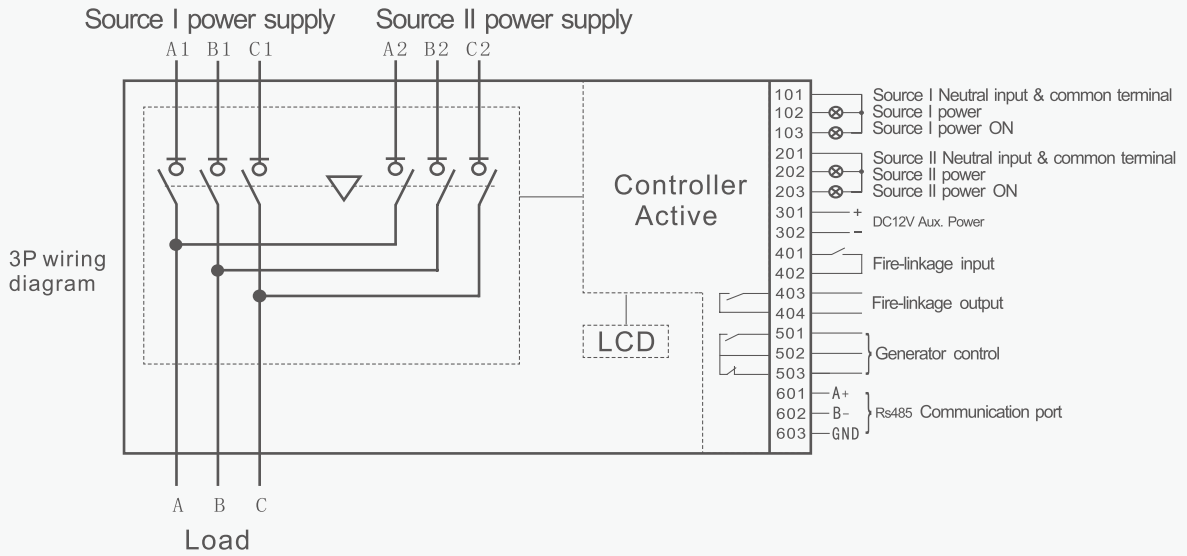 Source I power supply Source II power supply
A1 B1 C1 A2 B2 C2
101 Source I Neutral input & common terminal
102 Source I power
103 Source I power ON
201 Source II Neutral input & common terminal
202 Source II power
203 Source II power ON
Controller
Active
301 +
DC12V Aux. Power
302 -
3P wiring
diagram
401
Fire-linkage input
402
403
Fire-linkage output
404
LCD
501
502 Generator control
503
601 A+
602 B- Rs485 Communication port
603 GND
A B C
Load